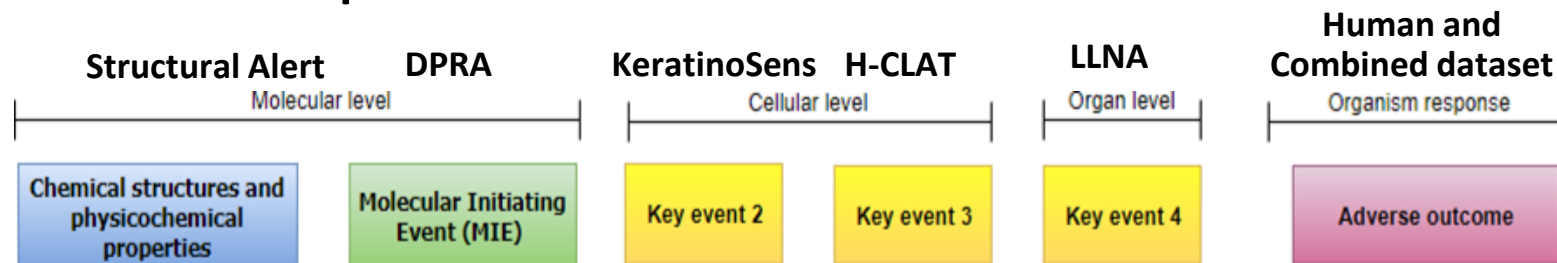 Structural Alert
DPRA
KeratinoSens
H-CLAT
LLNA
Human and
Combined dataset
Molecular level
Cellular level
Organ level
Organism response
Chemical structures and
physicochemical
properties
Molecular Initiating
Event (MIE)
Key event 2
Key event 3
Key event 4
Adverse outcome